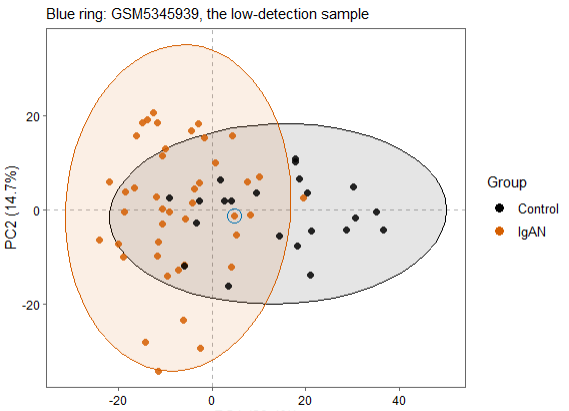 Blue ring: GSM5345939, the low-detection sample
PC2 (14.7%)
20
0
-20
-20
0
20
40
Group
Control
IgAN